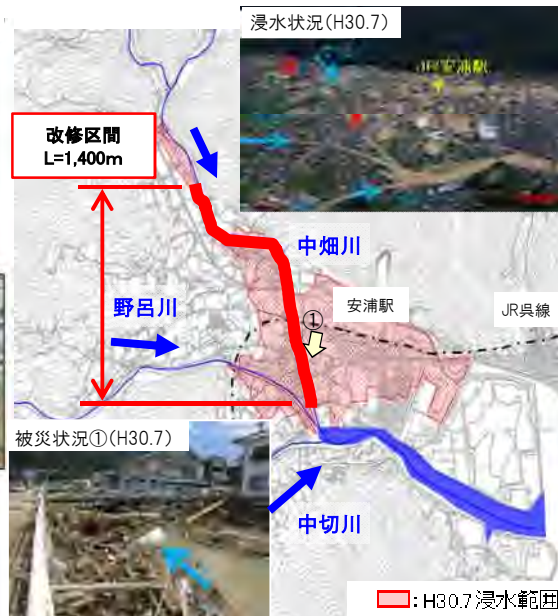 浸水状況(H30.7)
JR安浦駅
改修区間
L=1,400m
中畑川
野呂川
安浦駅
JR呉線
①
被災状況①(H30.7)
中切川
:H30.7浸水範囲